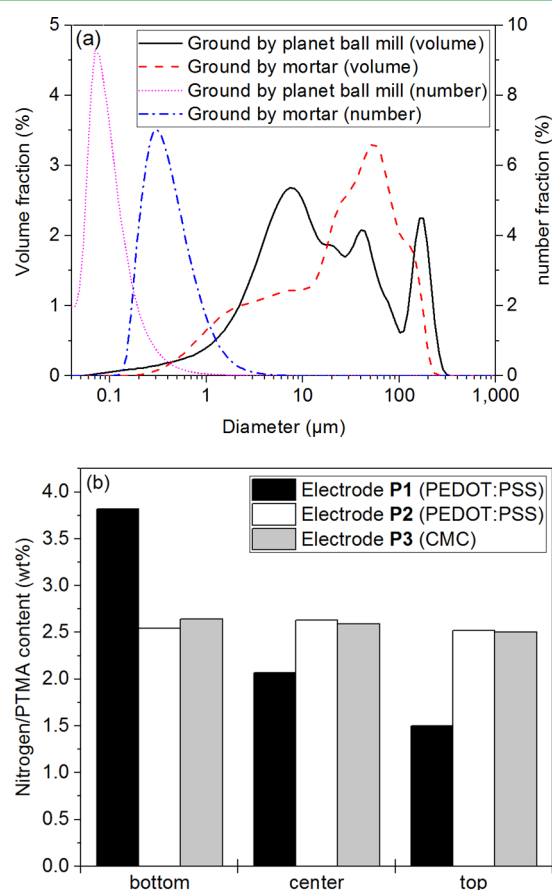 (a)
Ground by planet ball mill (volume)
Ground by mortar (volume)
Ground by planet ball mill (number)
Ground by mortar (number)
Volume fraction (%)
5
4
3
2
1
0
number fraction (%)
10
8
6
4
2
0
0.1 1 10 100 1,000
Diameter (µm)
(b)
Electrode P1 (PEDOT:PSS)
Electrode P2 (PEDOT:PSS)
Electrode P3 (CMC)
Nitrogen/PTMA content (wt%)
4.0
3.5
3.0
2.5
2.0
1.5
1.0
0.5
0.0
bottom center top